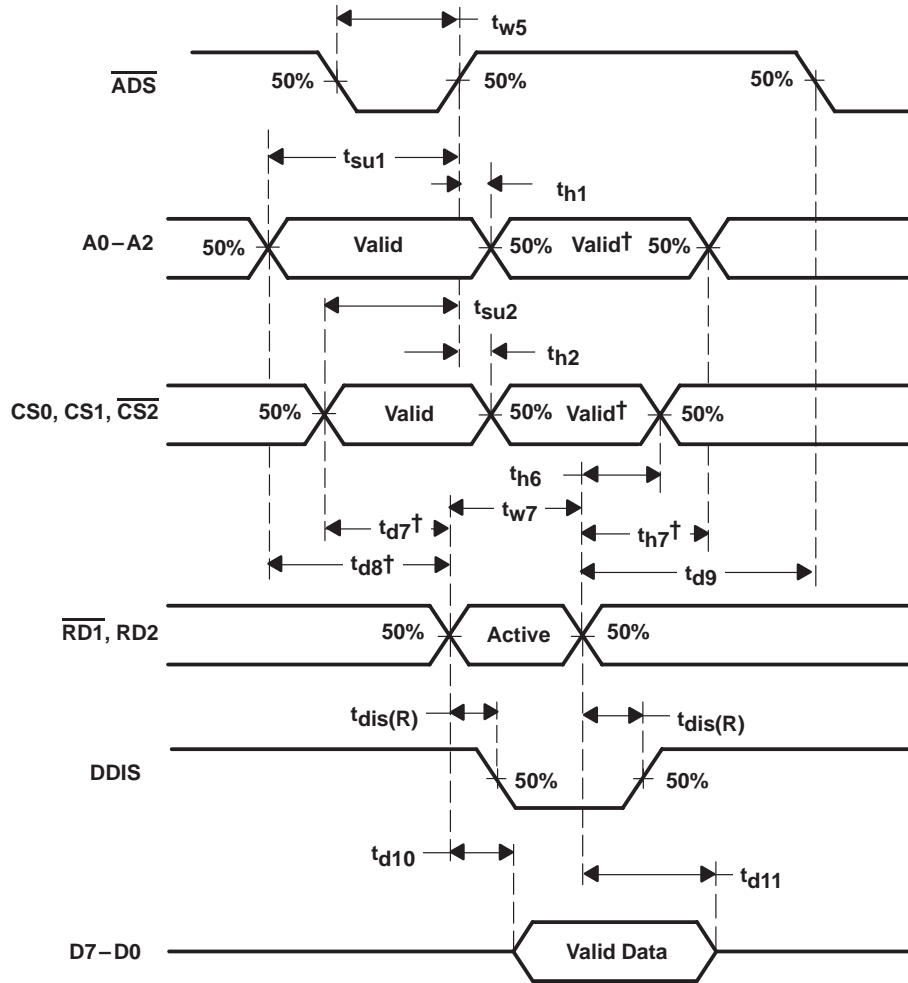 tw5
ADS 50% 50% 50%
tsu1
th1
A0–A2 50% Valid 50% Valid† 50%
tsu2
th2
CS0, CS1, CS2 50% Valid 50% Valid† 50%
th6
tw7
td7† th7†
td8† td9
RD1, RD2 50% Active 50%
tdis(R) tdis(R)
DDIS 50% 50%
td10
td11
D7–D0 Valid Data